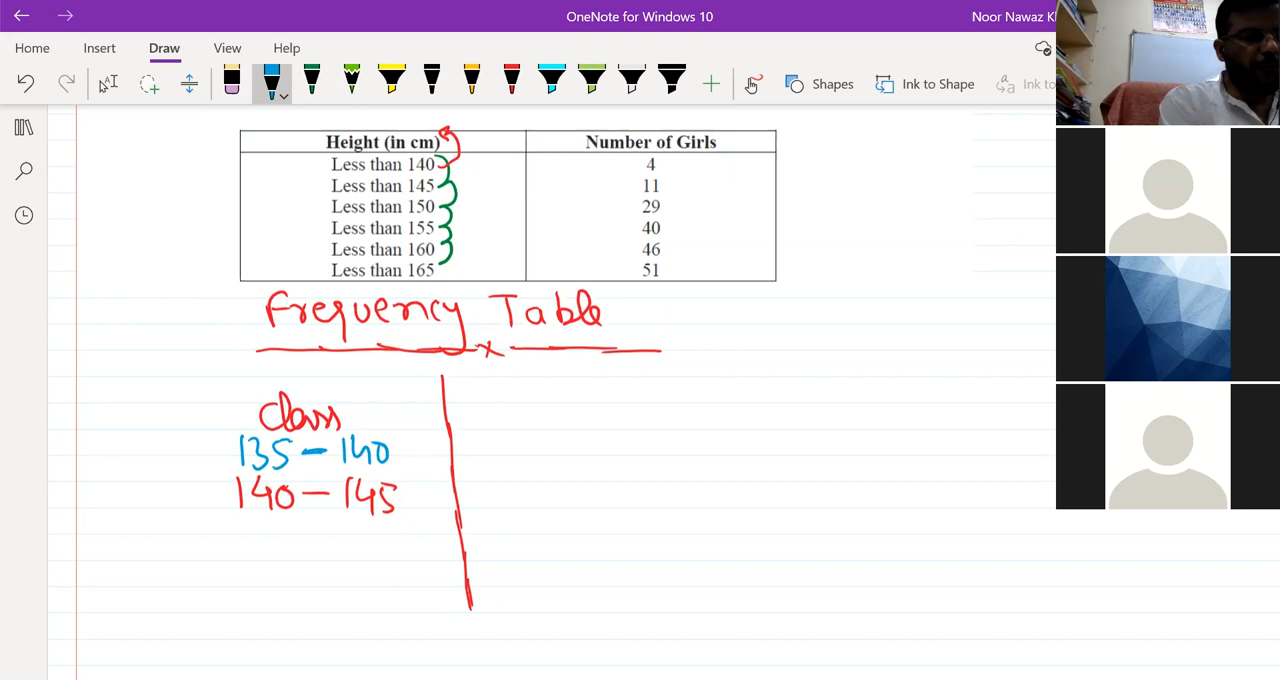 OneNote for Windows 10
Noor Nawaz
Home Insert Draw View Help
Shapes Ink to Shape Ink to
Height (in cm) Number of Girls
Less than 140 4
Less than 145 11
Less than 150 29
Less than 155 40
Less than 160 46
Less than 165 51
Frequency Table
Class
135 - 140
140 - 145